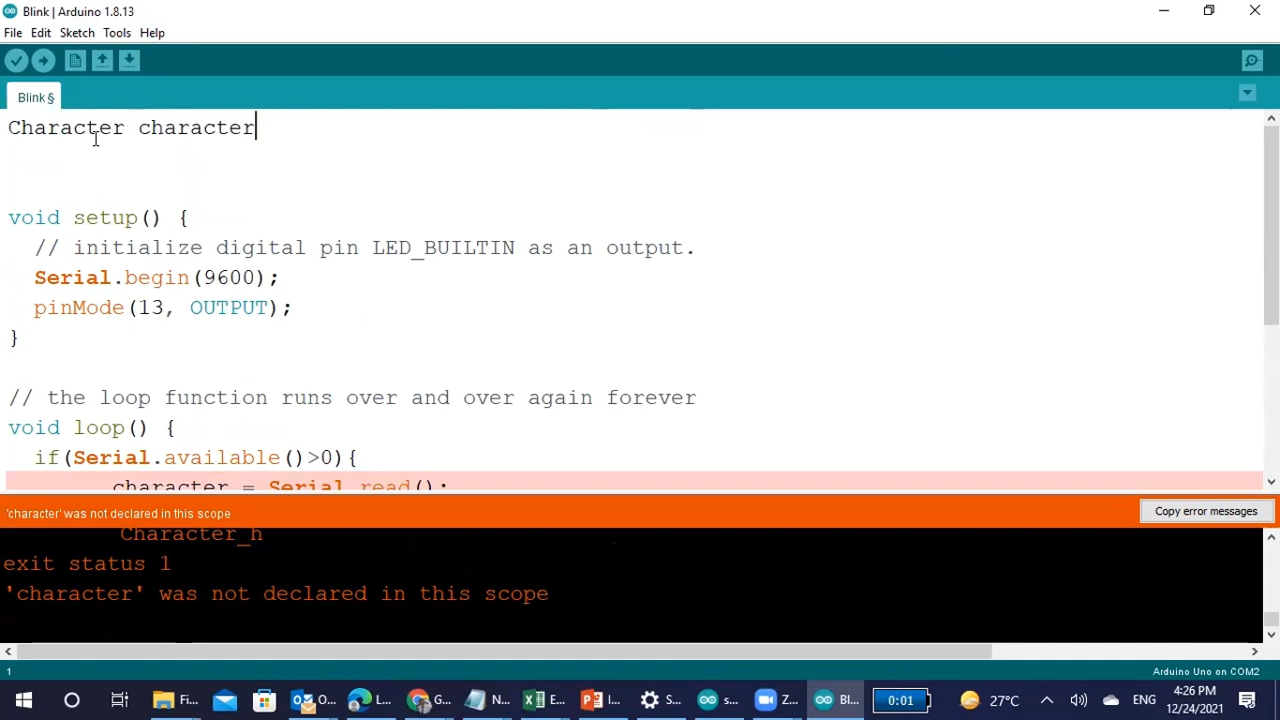 Blink | Arduino 1.8.13
File Edit Sketch Tools Help
Blink §
Character character
void setup() {
// initialize digital pin LED_BUILTIN as an output.
Serial.begin(9600);
pinMode(13, OUTPUT);
}
// the loop function runs over and over again forever
void loop() {
if(Serial.available()>0){
character = Serial.read();
'character' was not declared in this scope
Copy error messages
Character_h
exit status 1
'character' was not declared in this scope
1
Arduino Uno on COM2
Fi... O... L... G... N... E... I... S... s... Z... Bl... 0:01 27°C ENG
4:26 PM
12/24/2021